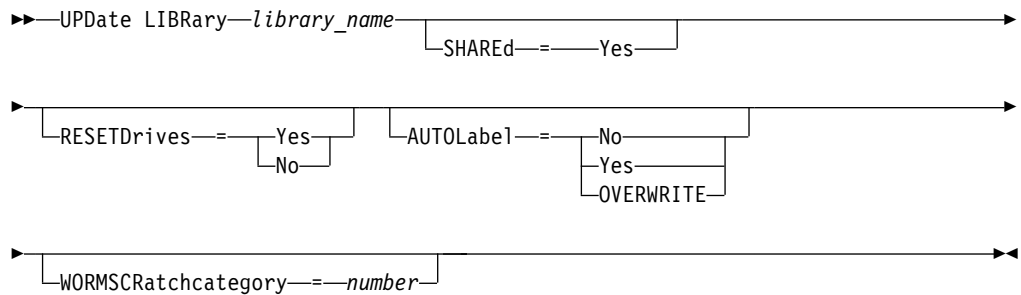 UPDate LIBRary library_name
SHAREd = Yes
RESETDrives = Yes
No
AUTOLabel = No
Yes
OVERWRITE
WORMSCRatchcategory = number